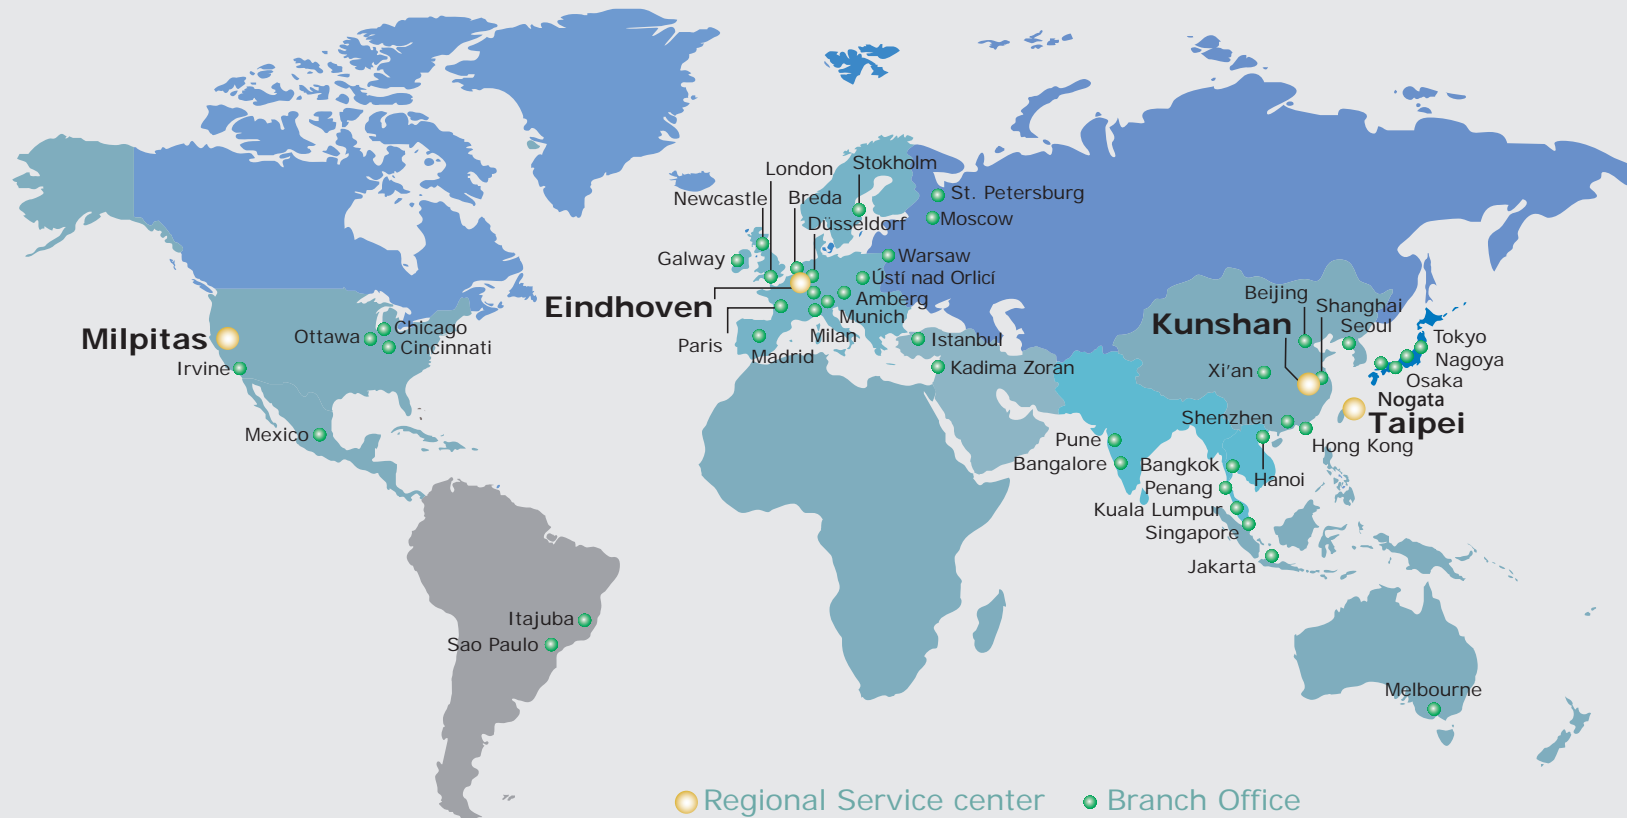 Stokholm
London
St. Petersburg
Newcastle
Breda
Düsseldorf
Moscow
Galway
Warsaw
Ústí nad Orlicí
Beijing
Amberg
Eindhoven
Shanghai
Munich
Kunshan
Seoul
Chicago
Milpitas
Ottawa
Milan
Istanbul
Tokyo
Paris
Cincinnati
Madrid
Nagoya
Irvine
Kadima Zoran
Xi'an
Osaka
Nogata
Shenzhen
Taipei
Mexico
Pune
Hong Kong
Bangalore
Bangkok
Hanoi
Penang
Kuala Lumpur
Singapore
Jakarta
Itajuba
Sao Paulo
Melbourne
Regional Service center
Branch Office